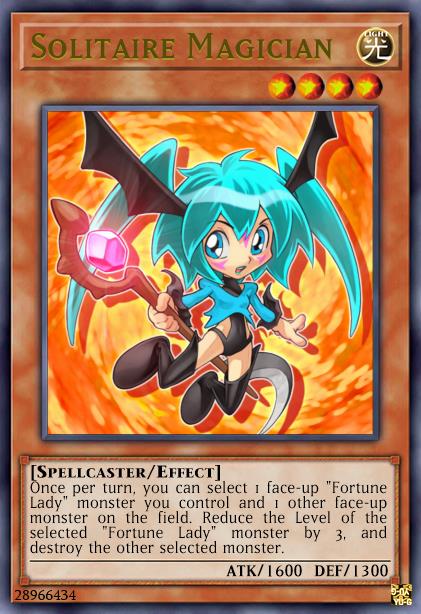 Solitaire Magician
LIGHT
光
[Spellcaster/Effect]
Once per turn, you can select 1 face-up "Fortune
Lady" monster you control and 1 other face-up
monster on the field. Reduce the Level of the
selected "Fortune Lady" monster by 3, and
destroy the other selected monster.
ATK/1600 DEF/1300
28966434